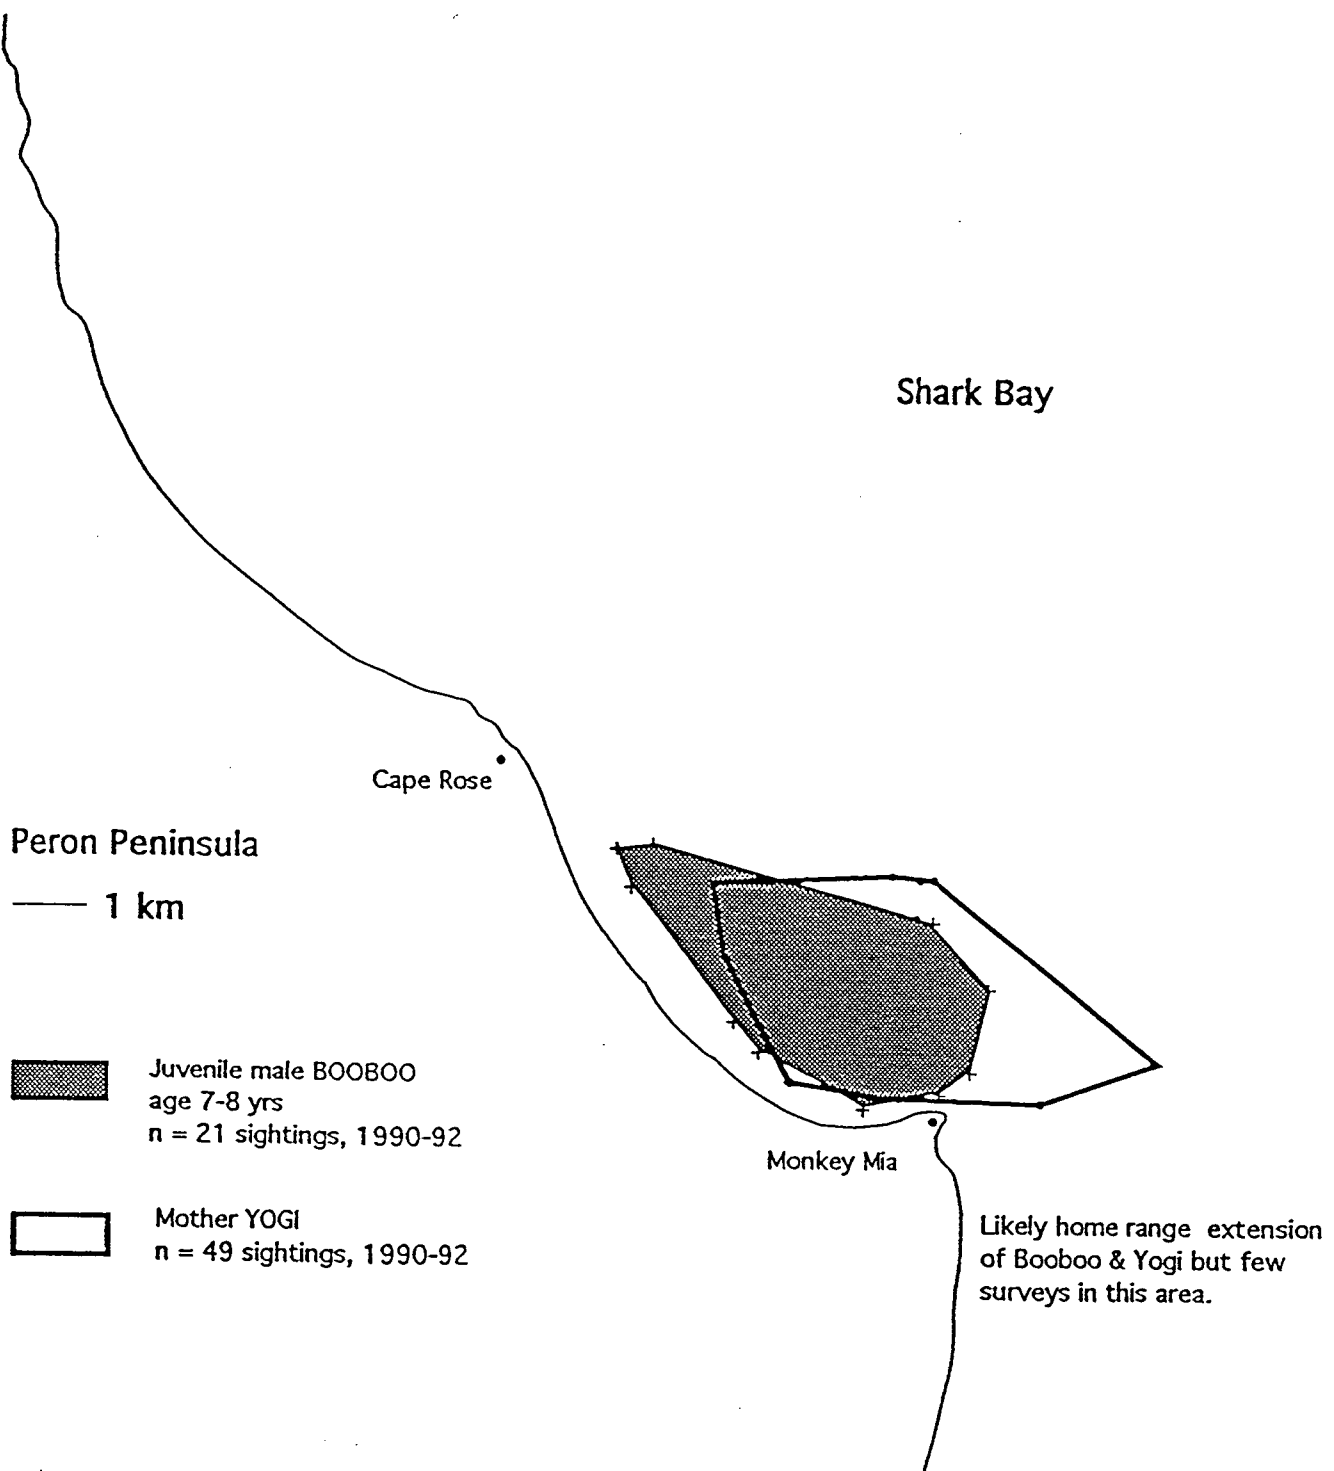 Shark Bay
Cape Rose
Peron Peninsula
1 km
Juvenile male BOOBOO
age 7-8 yrs
n = 21 sightings, 1990-92
Monkey Mia
Mother YOGI
n = 49 sightings, 1990-92
Likely home range extension
of Booboo & Yogi but few
surveys in this area.